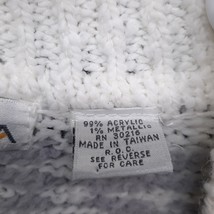 99% ACRYLIC
1% METALLIC
RN 30216
MADE IN TAIWAN
R.O.C.
SEE REVERSE
FOR CARE